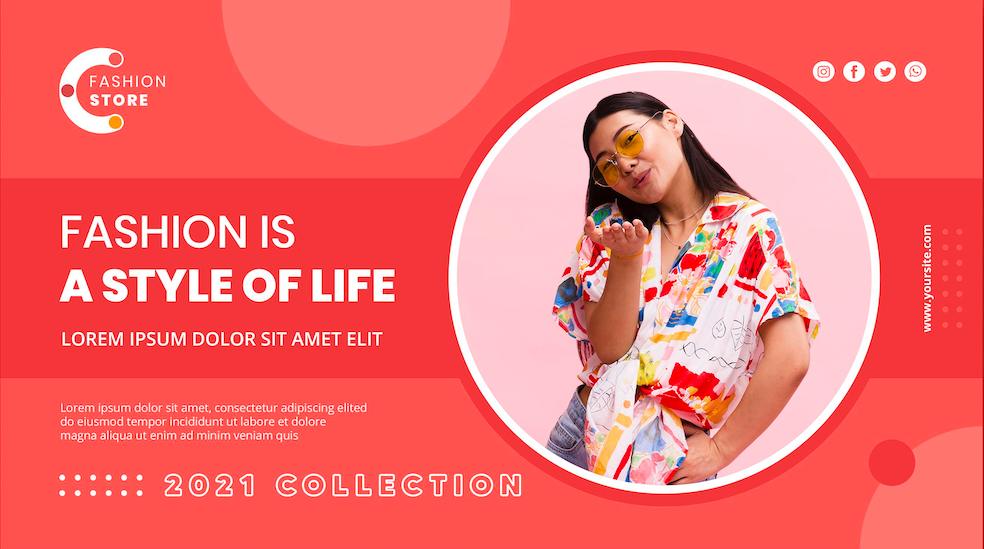 FASHION
STORE
FASHION IS
A STYLE OF LIFE
LOREM IPSUM DOLOR SIT AMET ELIT
Lorem ipsum dolor sit amet, consectetur adipiscing elited
do eiusmod tempor incididunt ut labore et dolore
magna aliqua ut enim ad minim veniam quis
2021 COLLECTION
www.yoursite.com